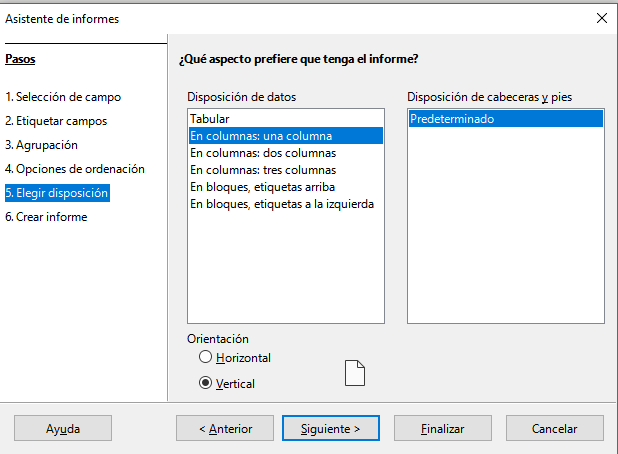 Asistente de informes
Pasos
1. Selección de campo
2. Etiquetar campos
3. Agrupación
4. Opciones de ordenación
5. Elegir disposición
6. Crear informe
¿Qué aspecto prefiere que tenga el informe?
Disposición de datos
Tabular
En columnas: una columna
En columnas: dos columnas
En columnas: tres columnas
En bloques, etiquetas arriba
En bloques, etiquetas a la izquierda
Disposición de cabeceras y pies
Predeterminado
Orientación
Horizontal
Vertical
Ayuda
< Anterior
Siguiente >
Finalizar
Cancelar